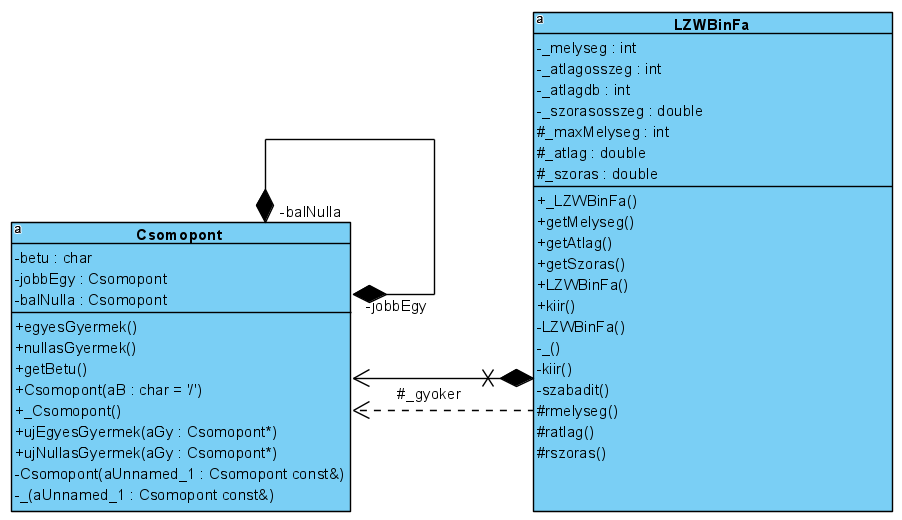 a
LZWBinFa
-_melyseg : int
-_atlagosszeg : int
-_atlagdb : int
-_szorasosszeg : double
#_maxMelyseg : int
#_atlag : double
#_szoras : double
+_LZWBinFa()
+getMelyseg()
+getAtlag()
+getSzoras()
+LZWBinFa()
+kiir()
-LZWBinFa()
-_()
-kiir()
-szabadit()
#rmelyseg()
#ratlag()
#rszoras()
-balNulla
a
Csomopont
-betu : char
-jobbEgy : Csomopont
-balNulla : Csomopont
+egyesGyermek()
+nullasGyermek()
+getBetu()
+Csomopont(aB : char = '/')
+_Csomopont()
+ujEgyesGyermek(aGy : Csomopont*)
+ujNullasGyermek(aGy : Csomopont*)
-Csomopont(aUnnamed_1 : Csomopont const&)
-_(aUnnamed_1 : Csomopont const&)
-jobbEgy
#_gyoker